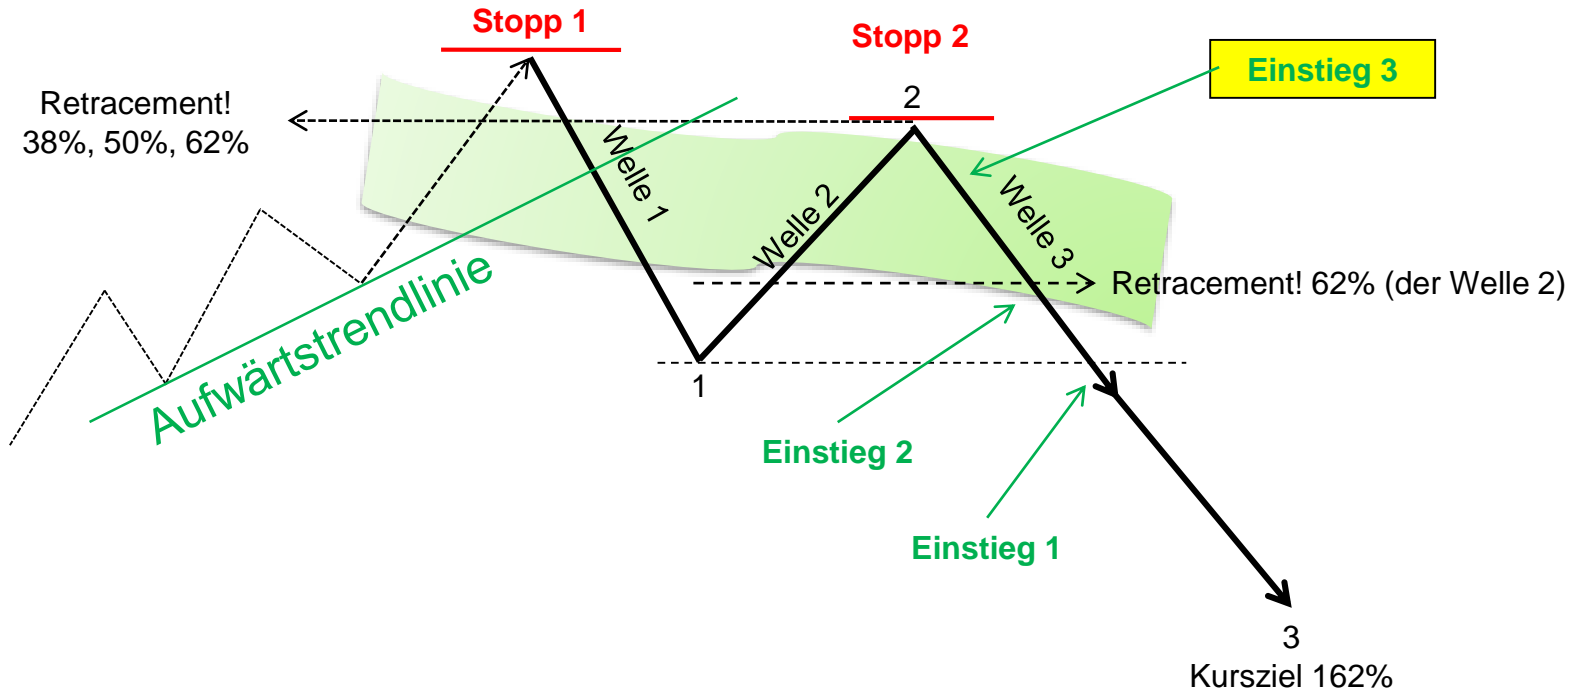 Stopp 1
Stopp 2
Einstieg 3
Retracement!
38%, 50%, 62%
2
Welle 1
Welle 2
Welle 3
Aufwärtstrendlinie
Retracement! 62% (der Welle 2)
1
Einstieg 2
Einstieg 1
3
Kursziel 162%